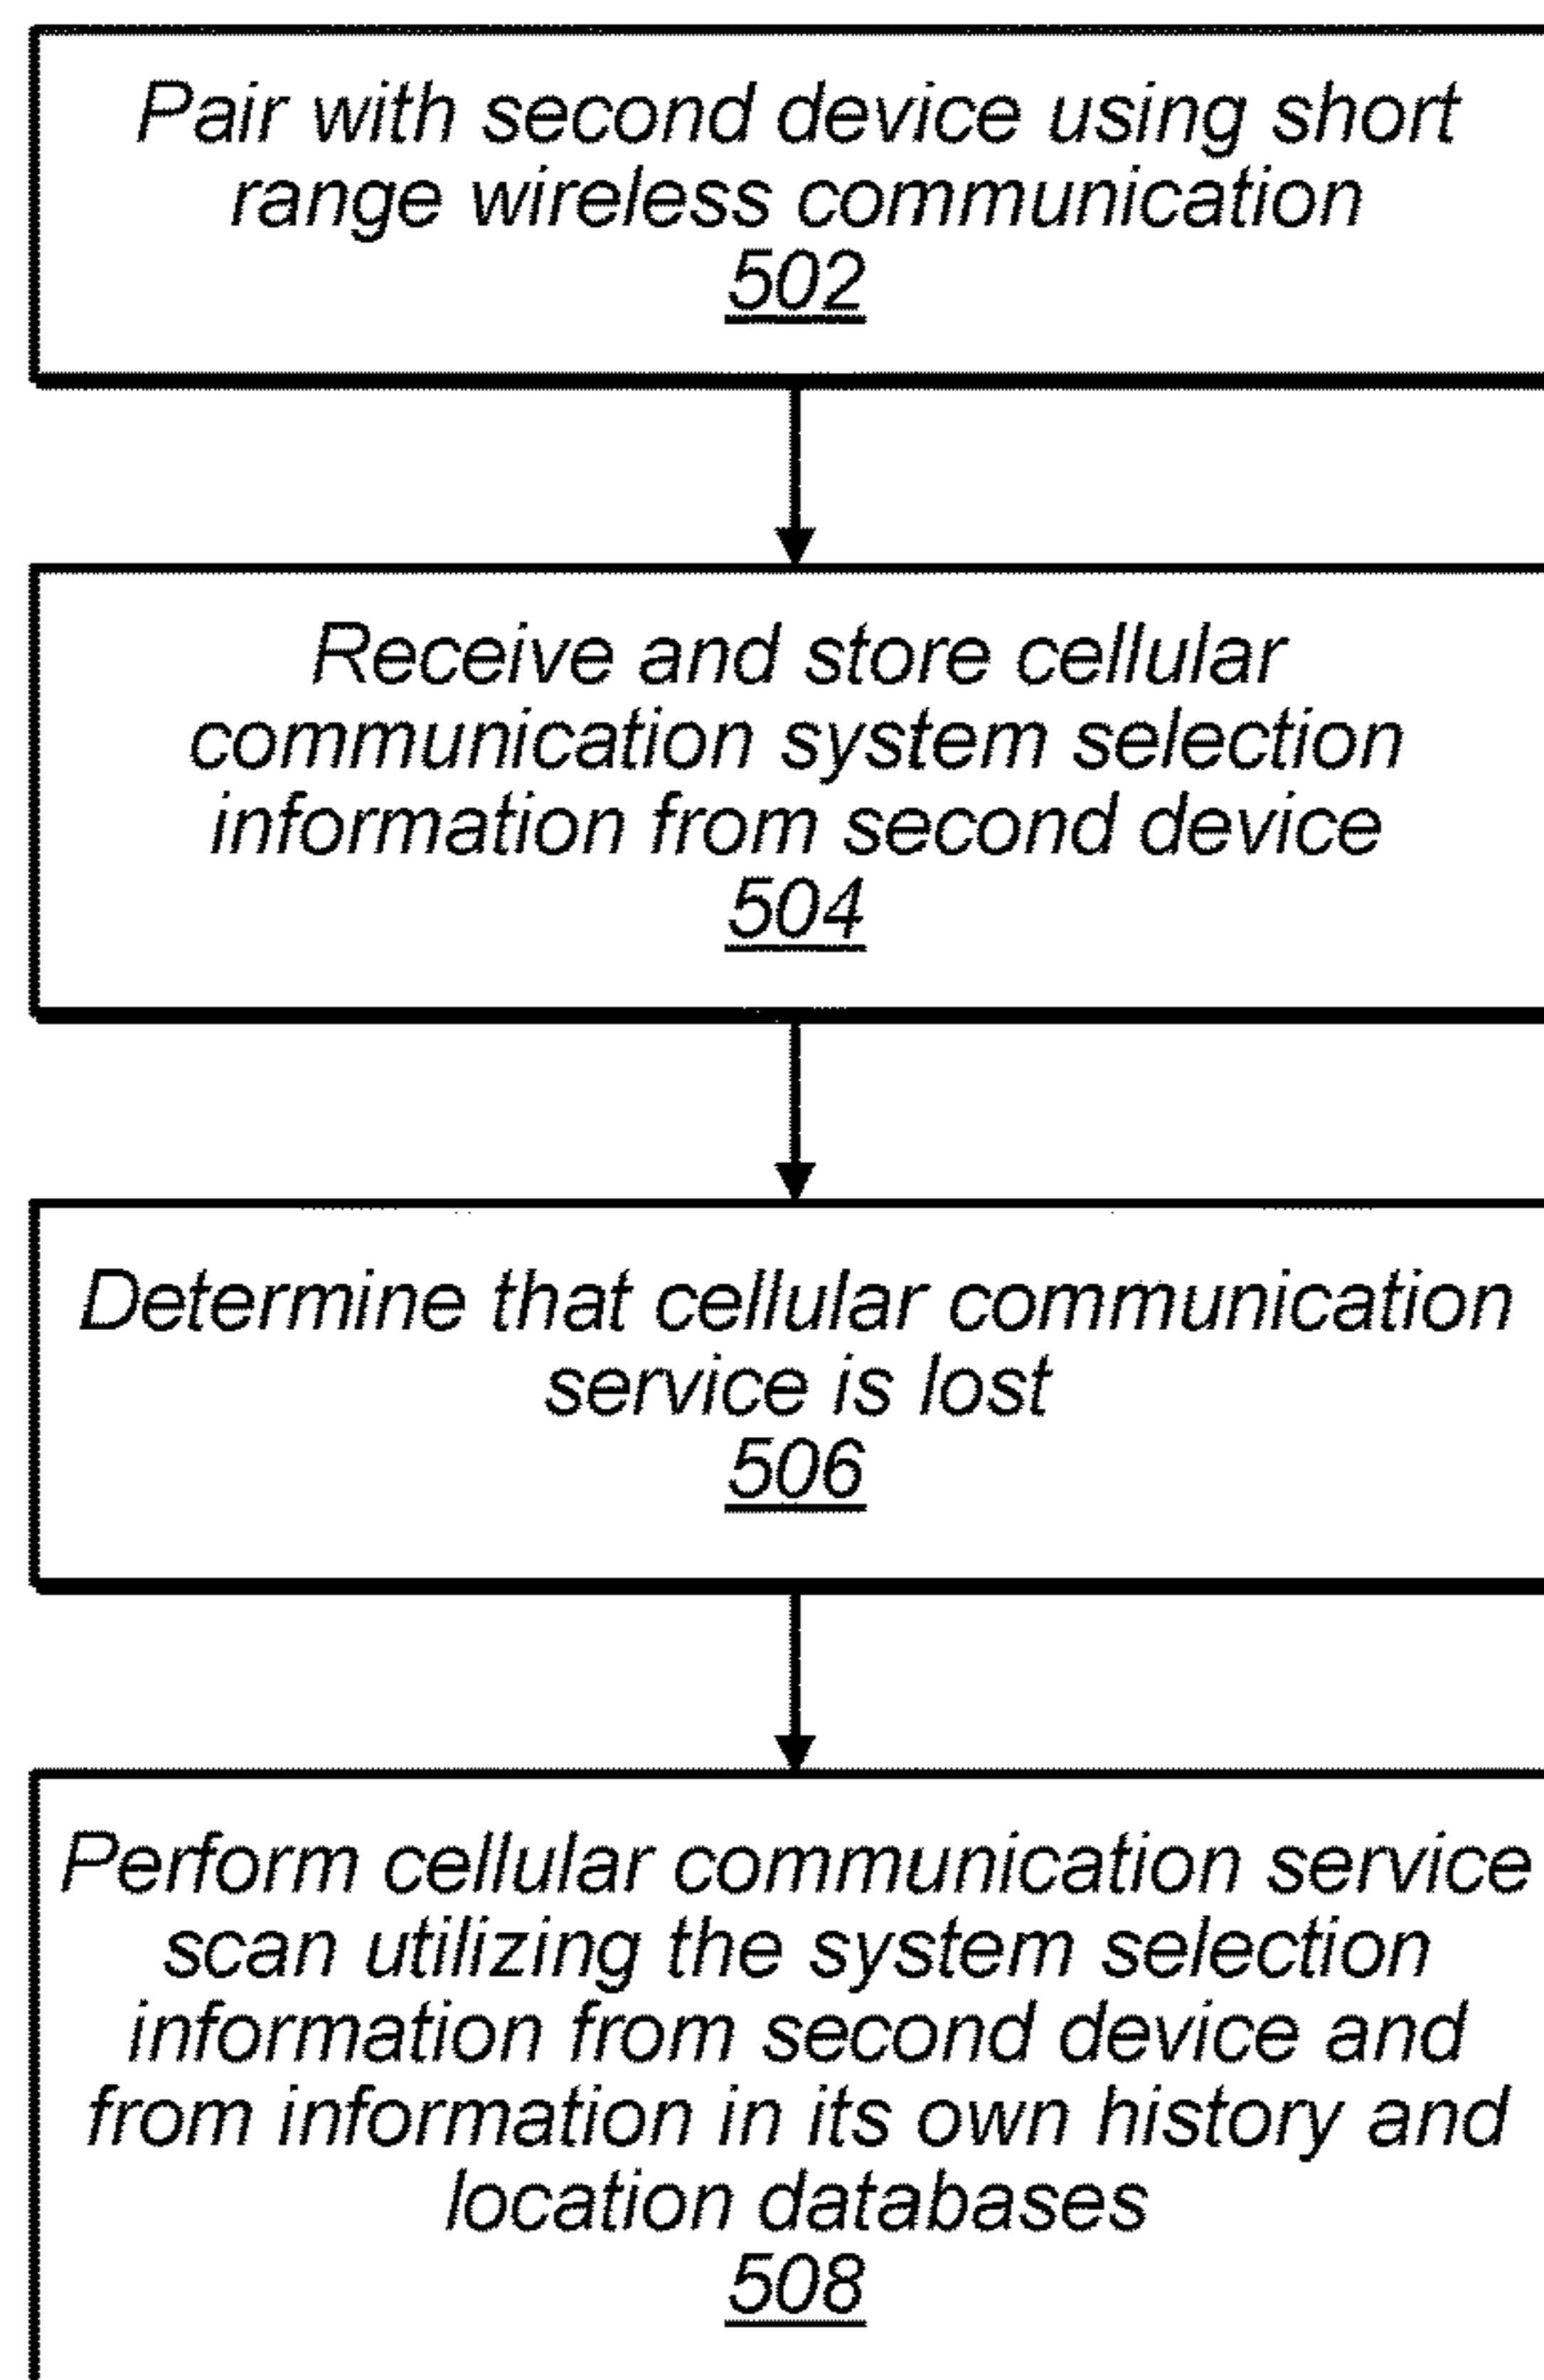 Pair with second device using short
range wireless communication
502
Receive and store cellular
communication system selection
information from second device
504
Determine that cellular communication
service is lost
506
Perform cellular communication service
scan utilizing the system selection
information from second device and
from information in its own history and
location databases
508